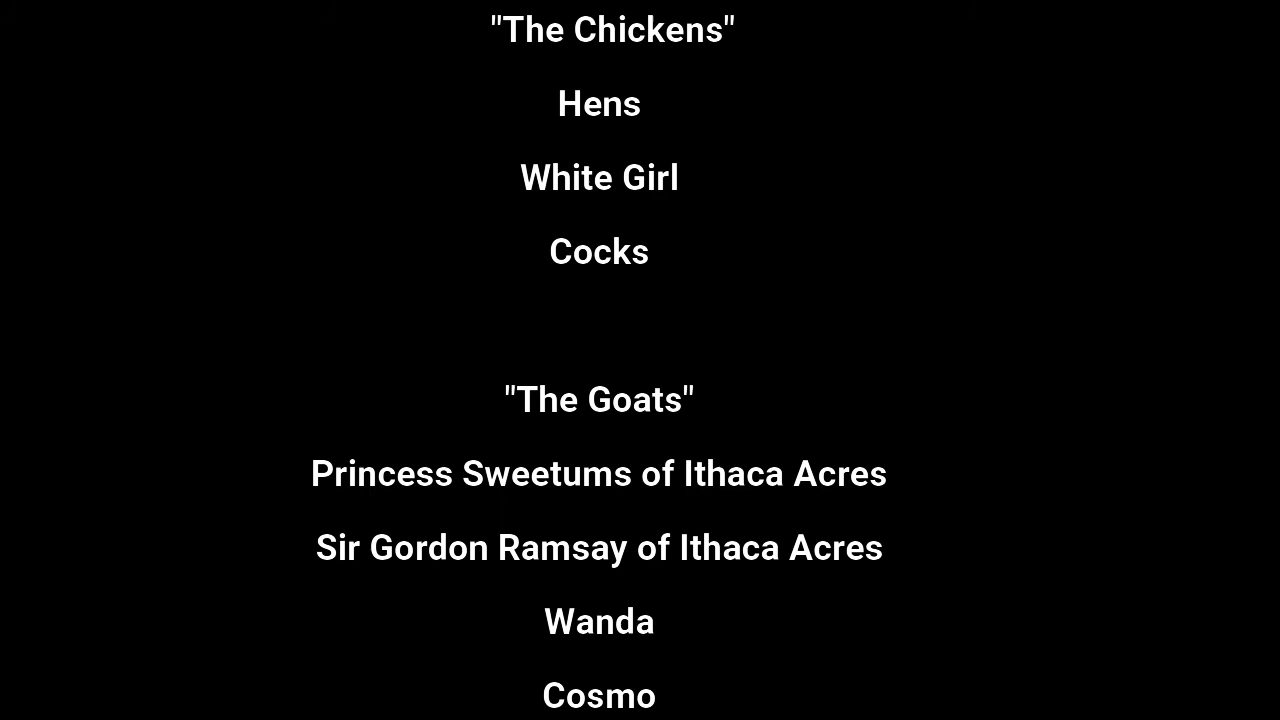 "The Chickens"
Hens
White Girl
Cocks
"The Goats"
Princess Sweetums of Ithaca Acres
Sir Gordon Ramsay of Ithaca Acres
Wanda
Cosmo